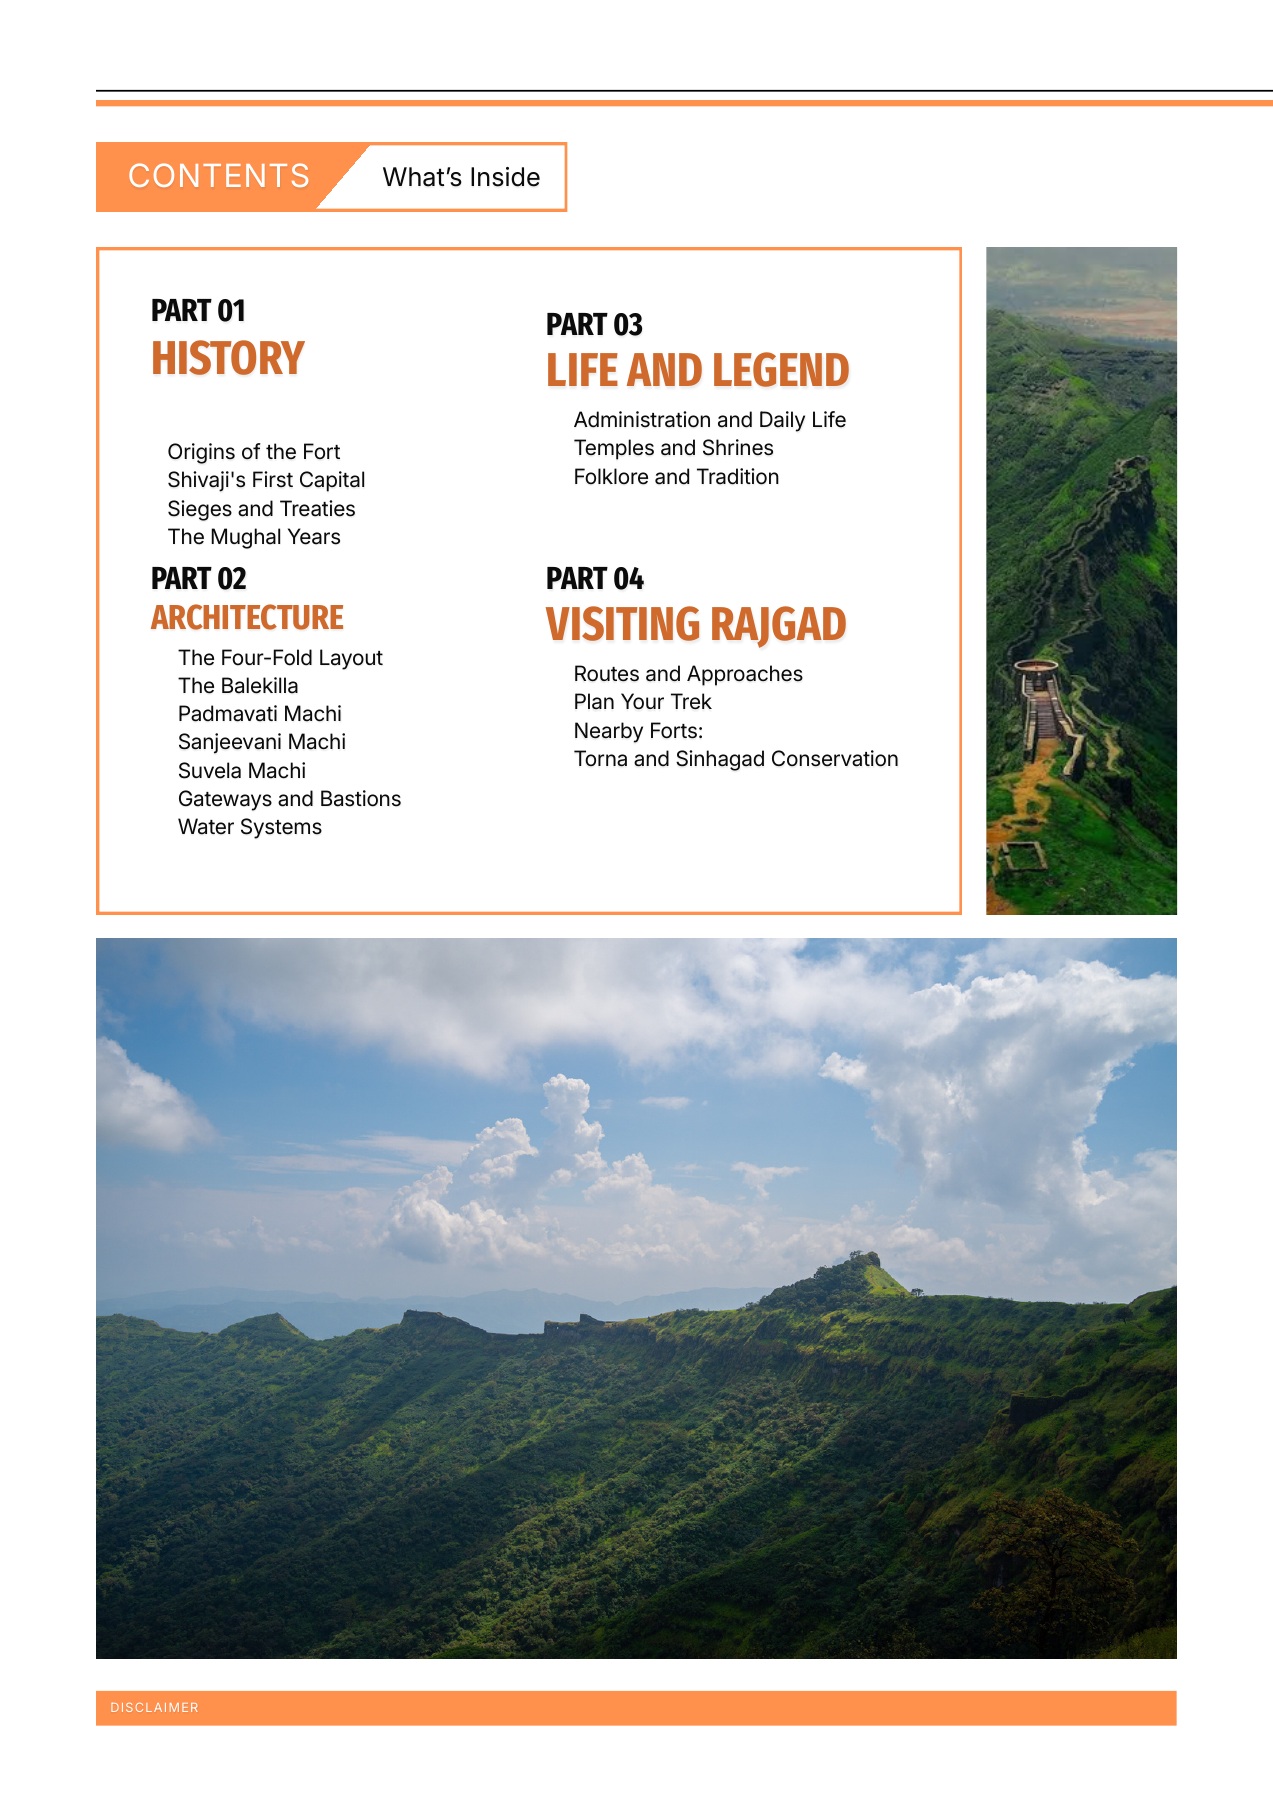 CONTENTS
What’s Inside
PART 01
HISTORY
Origins of the Fort
Shivaji's First Capital
Sieges and Treaties
The Mughal Years
PART 02
ARCHITECTURE
The Four-Fold Layout
The Balekilla
Padmavati Machi
Sanjeevani Machi
Suvela Machi
Gateways and Bastions
Water Systems
PART 03
LIFE AND LEGEND
Administration and Daily Life
Temples and Shrines
Folklore and Tradition
PART 04
VISITING RAJGAD
Routes and Approaches
Plan Your Trek
Nearby Forts:
Torna and Sinhagad Conservation
DISCLAIMER